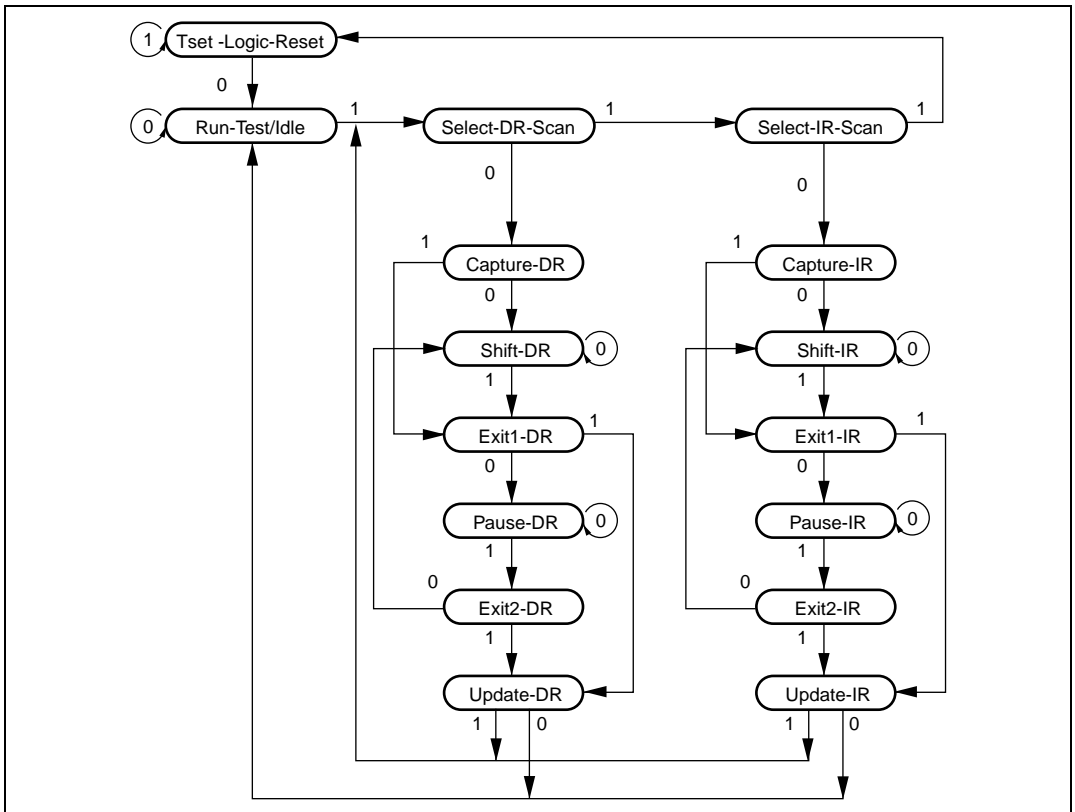 1 Tset -Logic-Reset
0
0 Run-Test/Idle 1 Select-DR-Scan 1 Select-IR-Scan 1
0 0
1 1
Capture-DR Capture-IR
0 0
Shift-DR 0 Shift-IR 0
1 1
Exit1-DR 1 Exit1-IR 1
0 0
Pause-DR 0 Pause-IR 0
1 1
0 0
Exit2-DR Exit2-IR
1 1
Update-DR Update-IR
1 0 1 0